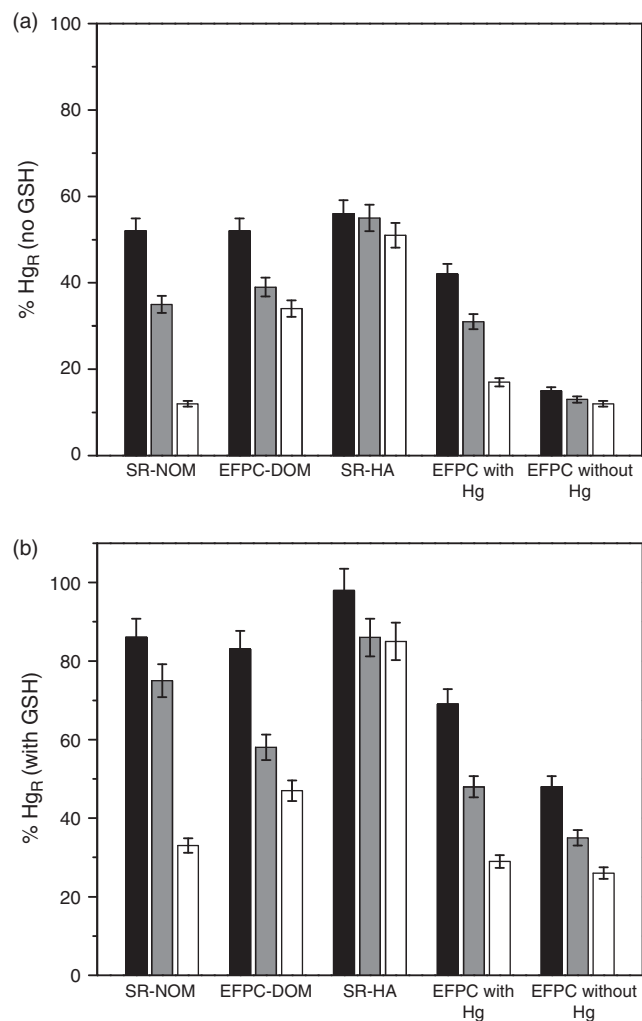 (a)
100
80
60
40
20
0
% HgR (no GSH)
SR-NOM EFPC-DOM SR-HA EFPC with Hg EFPC without Hg
(b)
100
80
60
40
20
0
% HgR (with GSH)
SR-NOM EFPC-DOM SR-HA EFPC with Hg EFPC without Hg